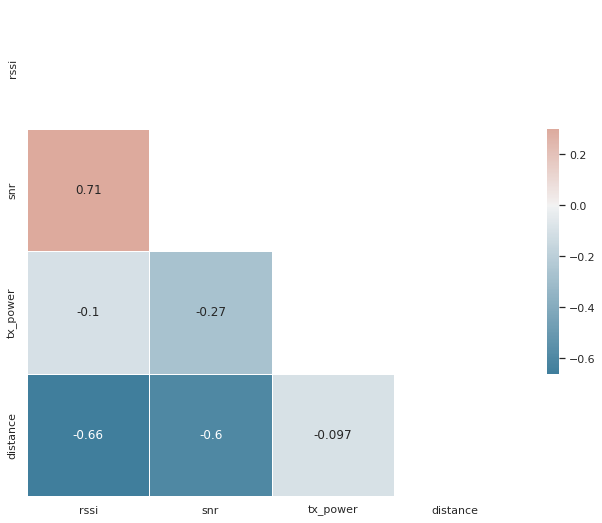 rssi
snr
0.71
tx_power
-0.1 -0.27
distance
-0.66 -0.6 -0.097
rssi snr tx_power distance
0.2
0.0
−0.2
−0.4
−0.6